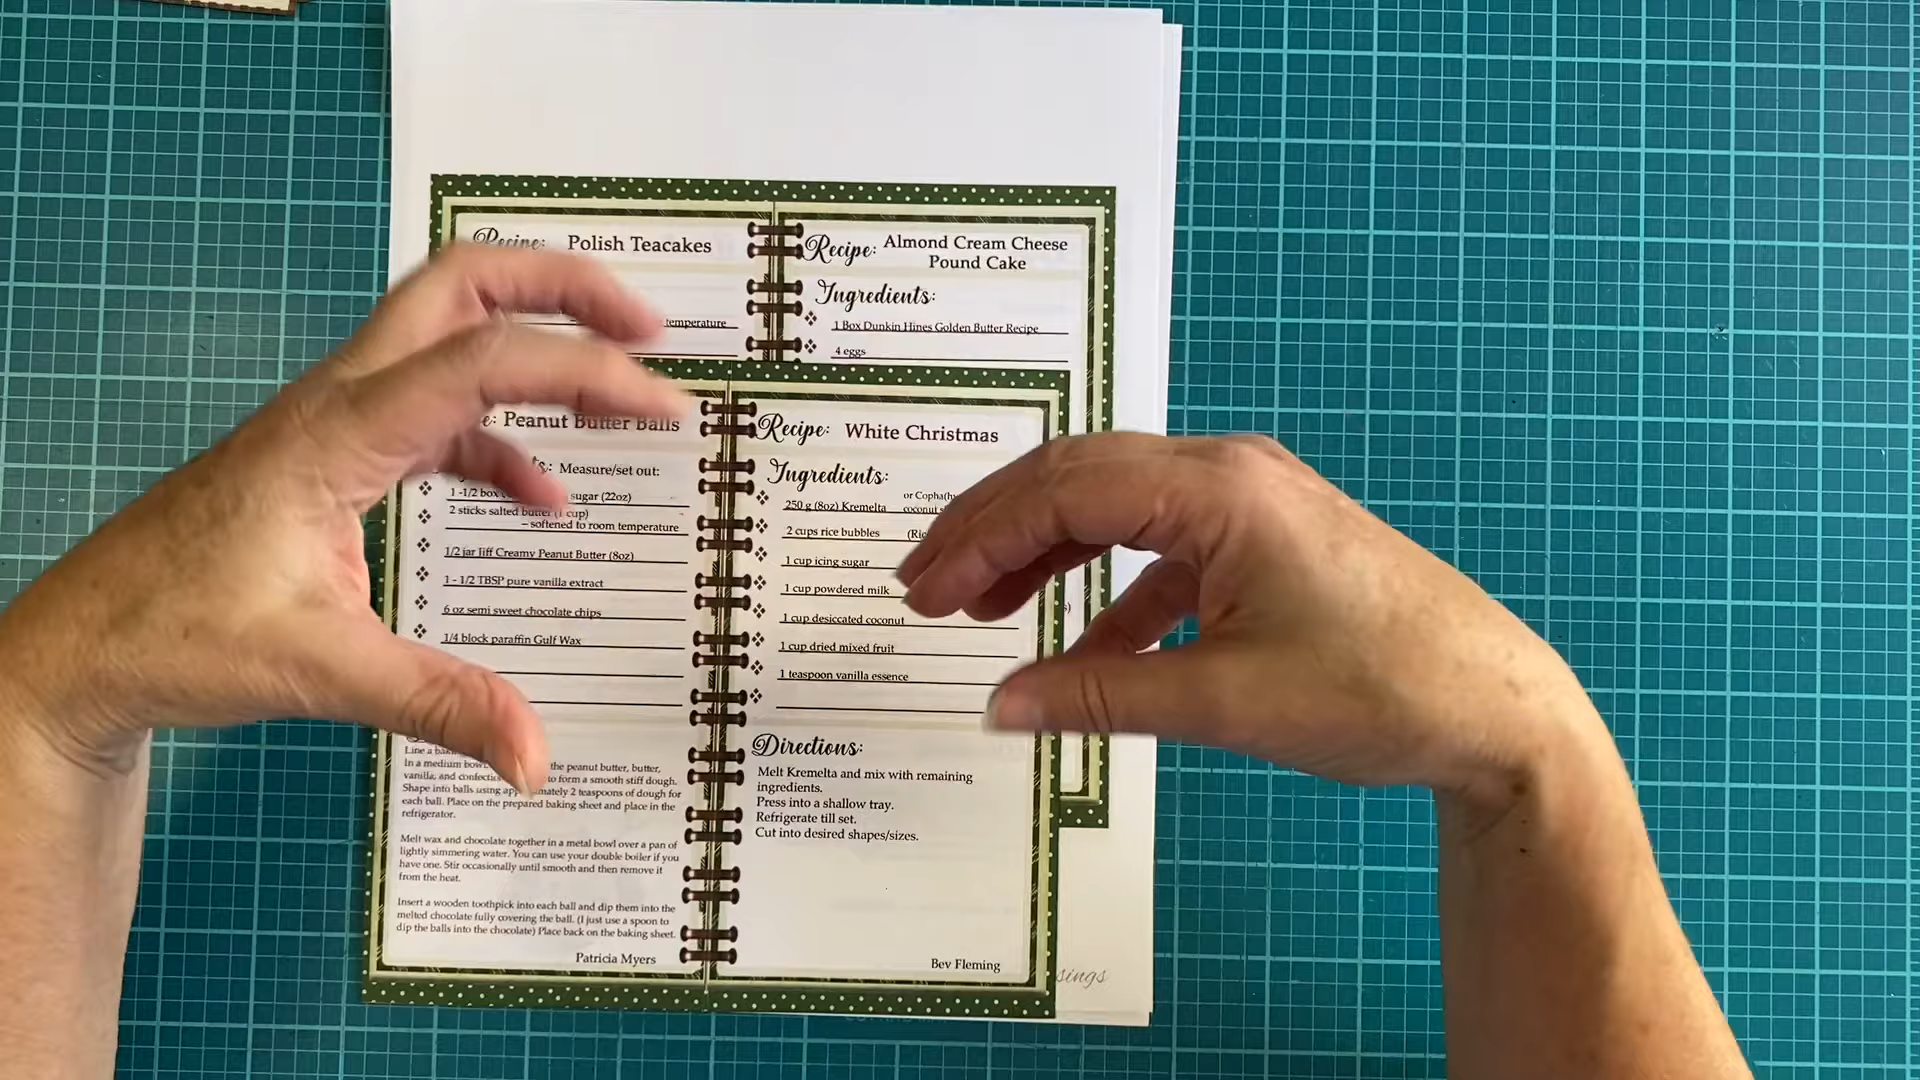 Recipe: Polish Teacakes
temperature
Recipe: Almond Cream Cheese
Pound Cake
Ingredients:
1 Box Dunkin Hines Golden Butter Recipe
4 eggs
Peanut Butter Balls
Measure/set out:
1 -1/2 box sugar (22oz)
2 sticks salted butter (1 cup)
– softened to room temperature
1/2 jar Jiff Creamy Peanut Butter (8oz)
1 - 1/2 TBSP pure vanilla extract
6 oz semi sweet chocolate chips
1/4 block paraffin Gulf Wax
Line a
In a medium the peanut butter, butter,
vanilla, and to form a smooth stiff dough.
Shape into balls using approximately 2 teaspoons of dough for
each ball. Place on the prepared baking sheet and place in the
refrigerator.
Melt wax and chocolate together in a metal bowl over a pan of
lightly simmering water. You can use your double boiler if you
have one. Stir occasionally until smooth and then remove it
from the heat.
Insert a wooden toothpick into each ball and dip them into the
melted chocolate fully covering the ball. (I just use a spoon to
dip the balls into the chocolate) Place back on the baking sheet.
Patricia Myers
Recipe: White Christmas
Ingredients:
or
250 g (8oz) Kremelta coconut
2 cups rice bubbles
1 cup icing sugar
1 cup powdered milk
1 cup desiccated coconut
1 cup dried mixed fruit
1 teaspoon vanilla essence
Directions:
Melt Kremelta and mix with remaining
ingredients.
Press into a shallow tray.
Refrigerate till set.
Cut into desired shapes/sizes.
Bev Fleming